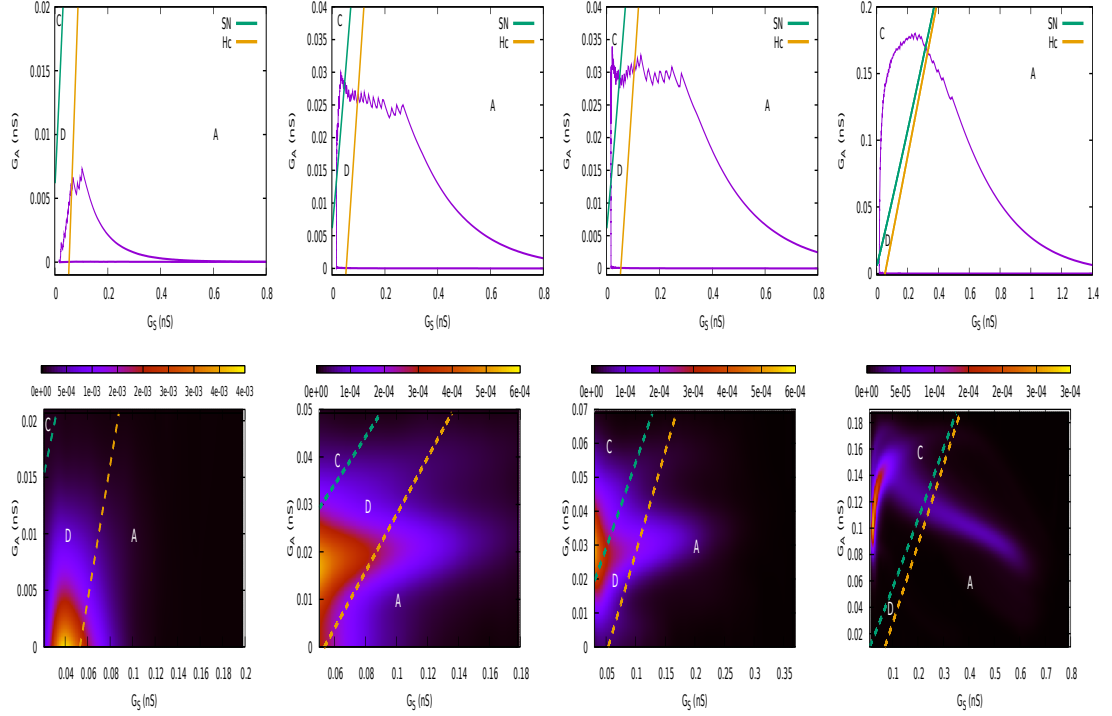 0.02
0.015
0.01
0.005
0
G_A (nS)
C
D
A
SN
Hc
0 0.2 0.4 0.6 0.8
G_S (nS)
0.04
0.035
0.03
0.025
0.02
0.015
0.01
0.005
0
G_A (nS)
C
D
A
SN
Hc
0 0.2 0.4 0.6 0.8
G_S (nS)
0.04
0.035
0.03
0.025
0.02
0.015
0.01
0.005
0
G_A (nS)
C
D
A
SN
Hc
0 0.2 0.4 0.6 0.8
G_S (nS)
0.2
0.15
0.1
0.05
0
G_A (nS)
C
D
A
SN
Hc
0 0.2 0.4 0.6 0.8 1 1.2 1.4
G_S (nS)
0e+00 5e-04 1e-03 2e-03 2e-03 2e-03 3e-03 4e-03 4e-03
0.02
0.015
0.01
0.005
0
G_A (nS)
C
D
A
0.04 0.06 0.08 0.1 0.12 0.14 0.16 0.18 0.2
G_S (nS)
0e+00 1e-04 2e-04 3e-04 4e-04 5e-04 6e-04
0.05
0.04
0.03
0.02
0.01
0
G_A (nS)
C
D
A
0.06 0.08 0.1 0.12 0.14 0.16 0.18
G_S (nS)
0e+00 1e-04 2e-04 3e-04 4e-04 5e-04 6e-04
0.07
0.06
0.05
0.04
0.03
0.02
0.01
0
G_A (nS)
C
D
A
0.05 0.1 0.15 0.2 0.25 0.3 0.35
G_S (nS)
0e+00 5e-05 1e-04 2e-04 2e-04 3e-04 3e-04
0.18
0.16
0.14
0.12
0.1
0.08
0.06
0.04
0.02
G_A (nS)
C
D
A
0.1 0.2 0.3 0.4 0.5 0.6 0.7 0.8
G_S (nS)